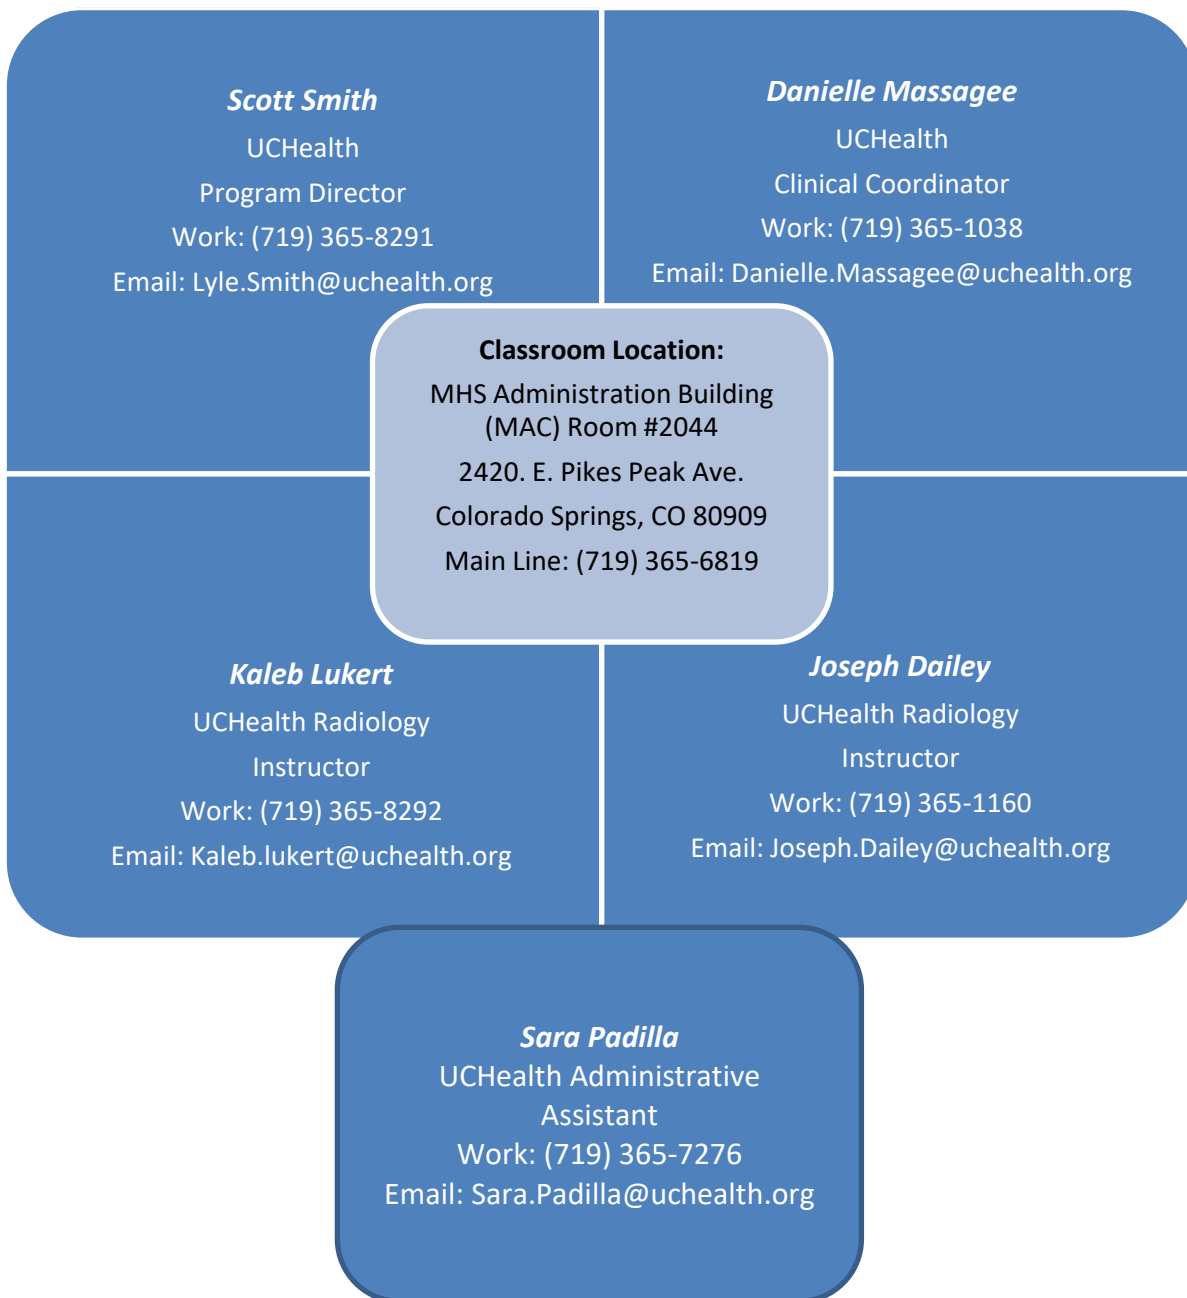 Scott Smith
UCHealth
Program Director
Work: (719) 365-8291
Email: Lyle.Smith@uchealth.org
Danielle Massagee
UCHealth
Clinical Coordinator
Work: (719) 365-1038
Email: Danielle.Massagee@uchealth.org
Classroom Location:
MHS Administration Building
(MAC) Room #2044
2420. E. Pikes Peak Ave.
Colorado Springs, CO 80909
Main Line: (719) 365-6819
Kaleb Lukert
UCHealth Radiology
Instructor
Work: (719) 365-8292
Email: Kaleb.lukert@uchealth.org
Joseph Dailey
UCHealth Radiology
Instructor
Work: (719) 365-1160
Email: Joseph.Dailey@uchealth.org
Sara Padilla
UCHealth Administrative
Assistant
Work: (719) 365-7276
Email: Sara.Padilla@uchealth.org